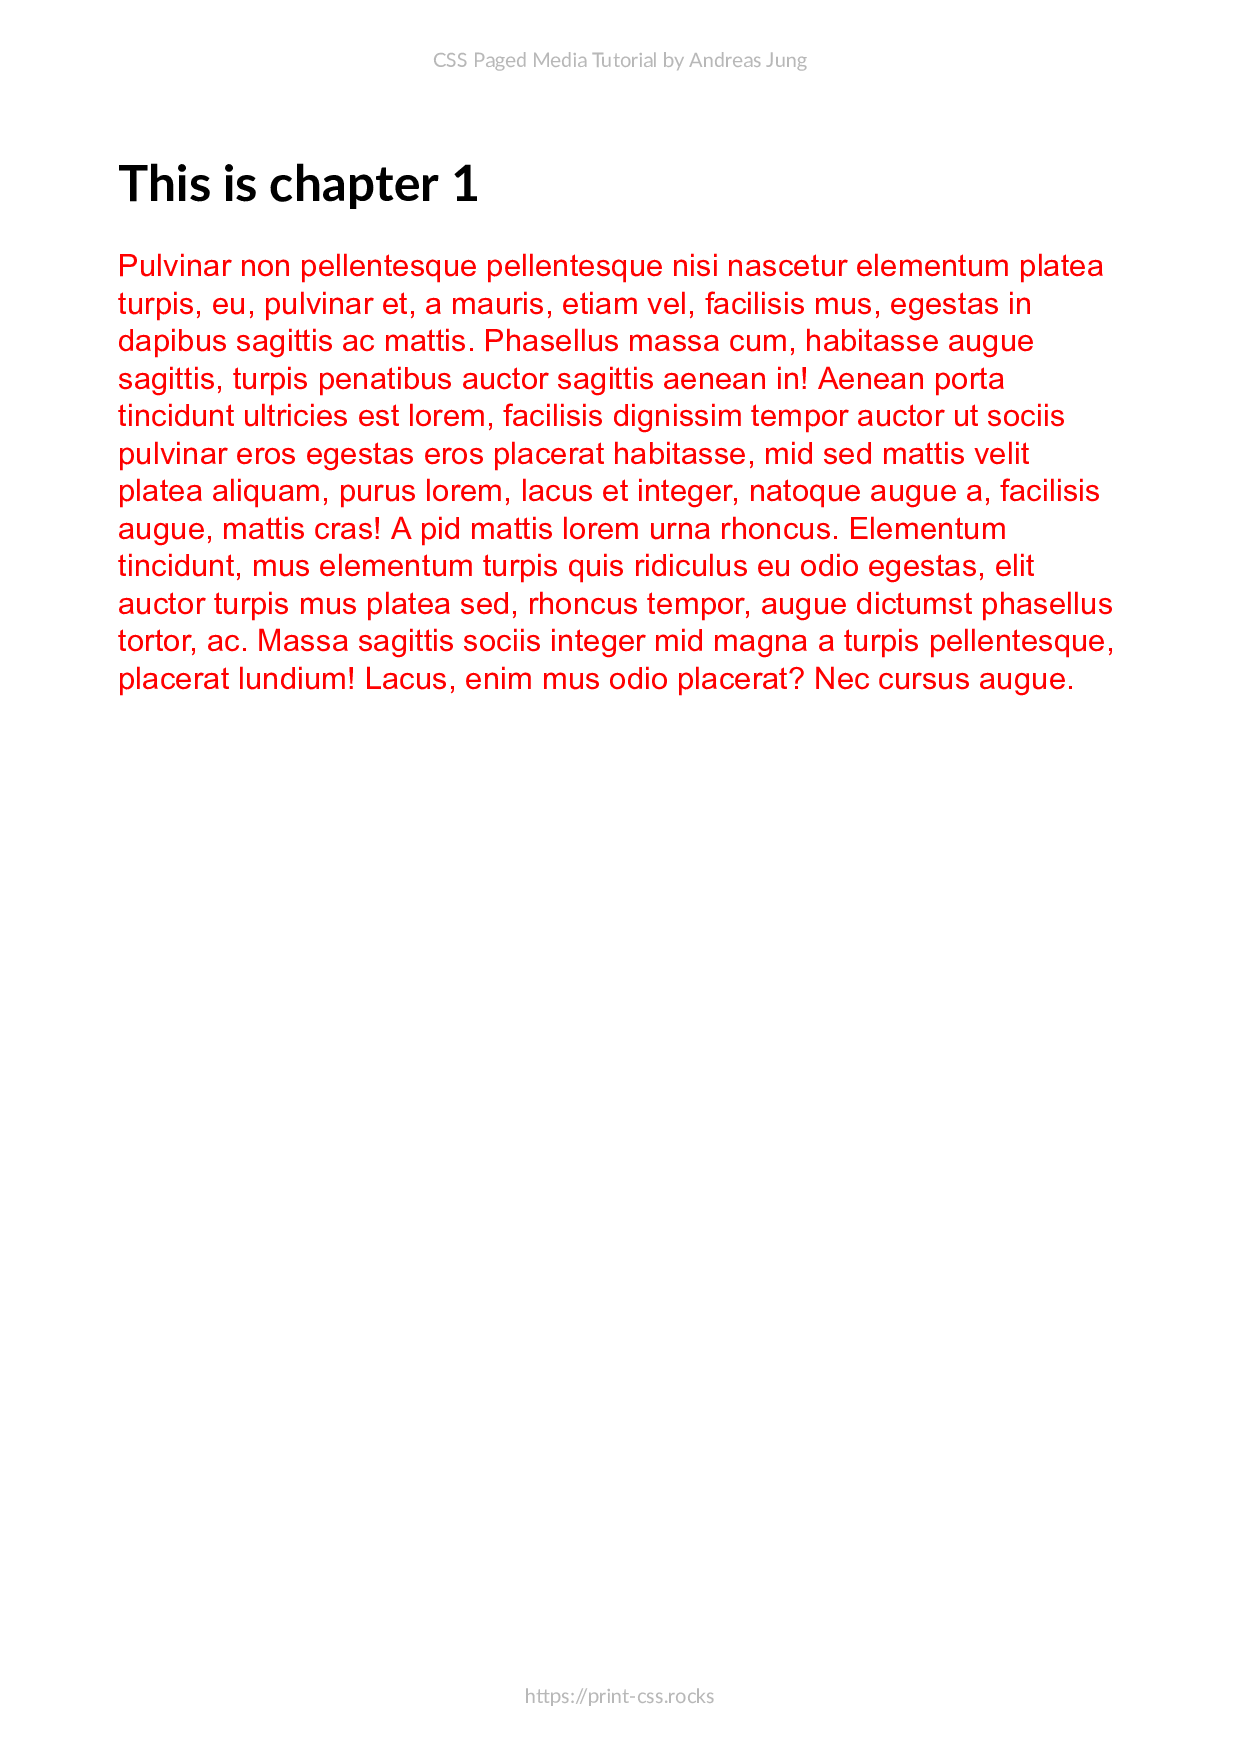 CSS Paged Media Tutorial by Andreas Jung
This is chapter 1
Pulvinar non pellentesque pellentesque nisi nascetur elementum platea
turpis, eu, pulvinar et, a mauris, etiam vel, facilisis mus, egestas in
dapibus sagittis ac mattis. Phasellus massa cum, habitasse augue
sagittis, turpis penatibus auctor sagittis aenean in! Aenean porta
tincidunt ultricies est lorem, facilisis dignissim tempor auctor ut sociis
pulvinar eros egestas eros placerat habitasse, mid sed mattis velit
platea aliquam, purus lorem, lacus et integer, natoque augue a, facilisis
augue, mattis cras! A pid mattis lorem urna rhoncus. Elementum
tincidunt, mus elementum turpis quis ridiculus eu odio egestas, elit
auctor turpis mus platea sed, rhoncus tempor, augue dictumst phasellus
tortor, ac. Massa sagittis sociis integer mid magna a turpis pellentesque,
placerat lundium! Lacus, enim mus odio placerat? Nec cursus augue.
https://print-css.rocks